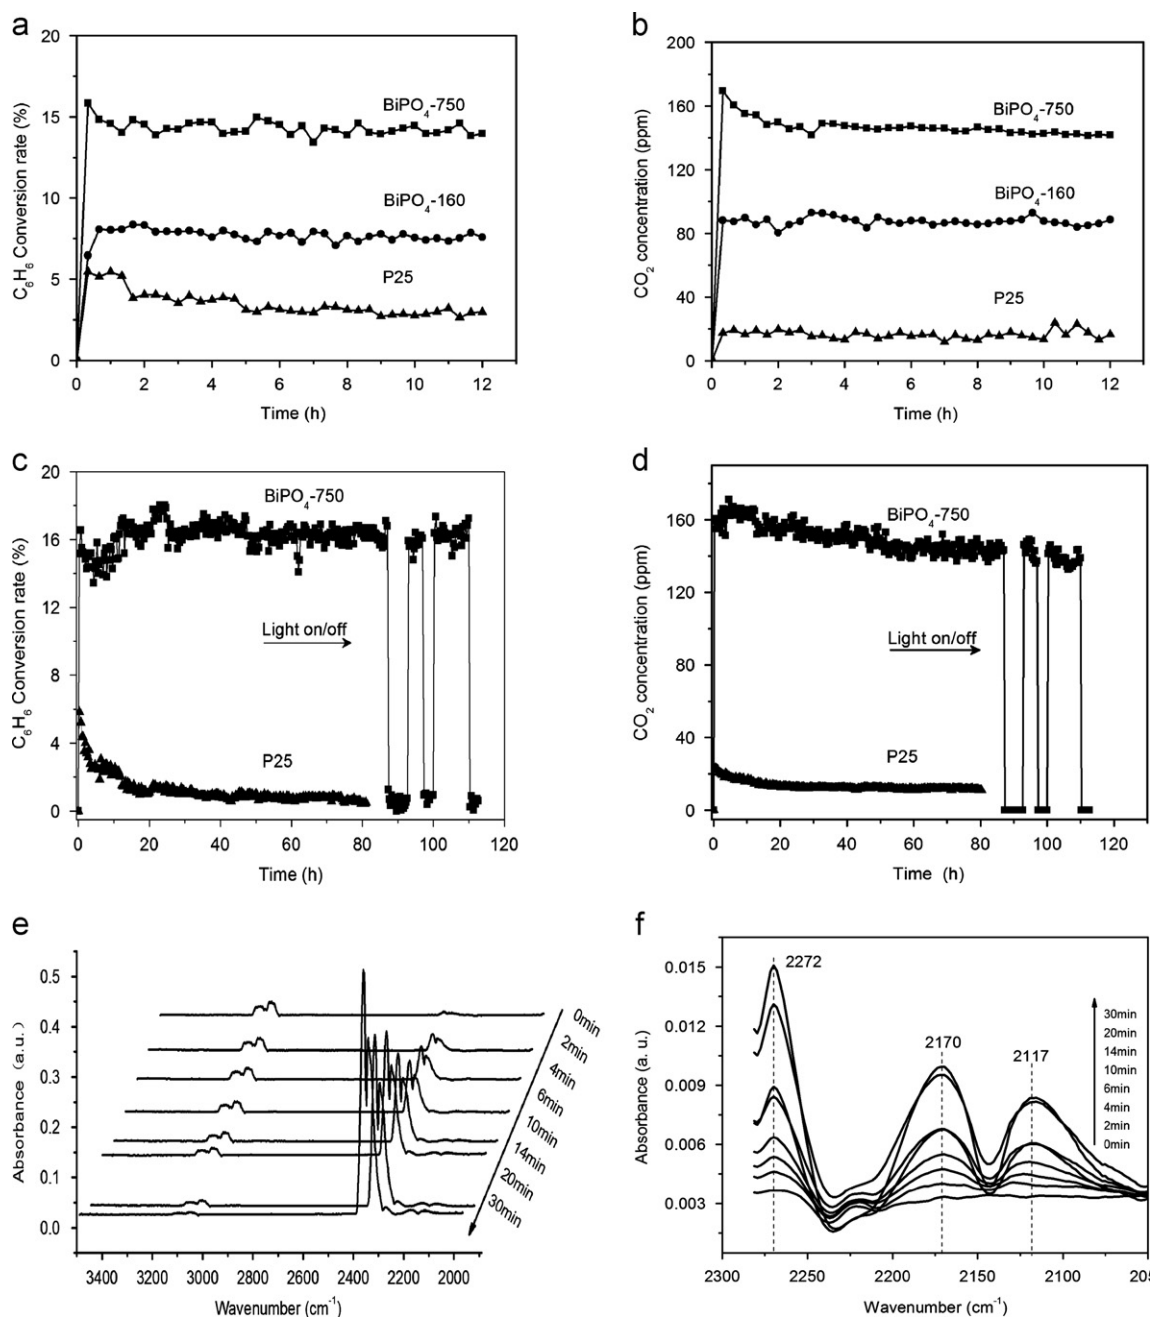 a
20
15
10
5
0
C6H6 Conversion rate (%)
BiPO4-750
BiPO4-160
P25
0 2 4 6 8 10 12
Time (h)
b
200
160
120
80
40
0
CO2 concentration (ppm)
BiPO4-750
BiPO4-160
P25
0 2 4 6 8 10 12
Time (h)
c
20
16
12
8
4
0
C6H6 Conversion rate (%)
BiPO4-750
Light on/off
P25
0 20 40 60 80 100 120
Time (h)
d
160
120
80
40
0
CO2 concentration (ppm)
BiPO4-750
Light on/off
P25
0 20 40 60 80 100 120
Time (h)
e
0.5
0.4
0.3
0.2
0.1
0.0
Absorbance (a.u.)
0min
2min
4min
6min
10min
14min
20min
30min
3400 3200 3000 2800 2600 2400 2200 2000
Wavenumber (cm-1)
f
0.015
0.012
0.009
0.006
0.003
Absorbance (a. u.)
2272
2170
2117
30min
20min
14min
10min
6min
4min
2min
0min
2300 2250 2200 2150 2100 205
Wavenumber (cm-1)